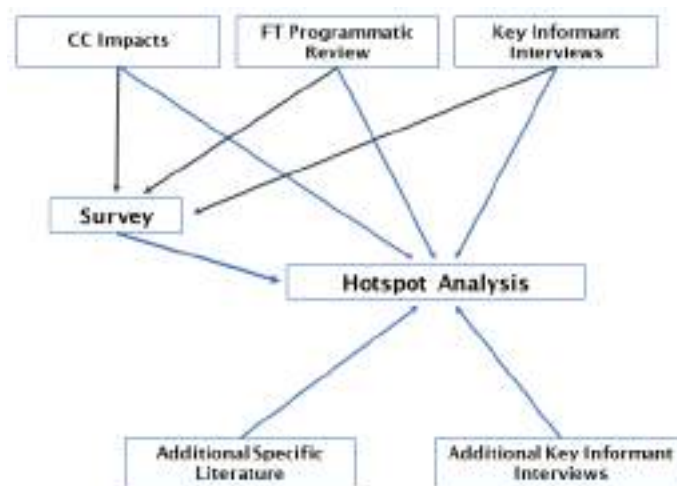 CC Impacts
FT Programmatic
Review
Key Informant
Interviews
Survey
Hotspot Analysis
Additional Specific
Literature
Additional Key Informant
Interviews